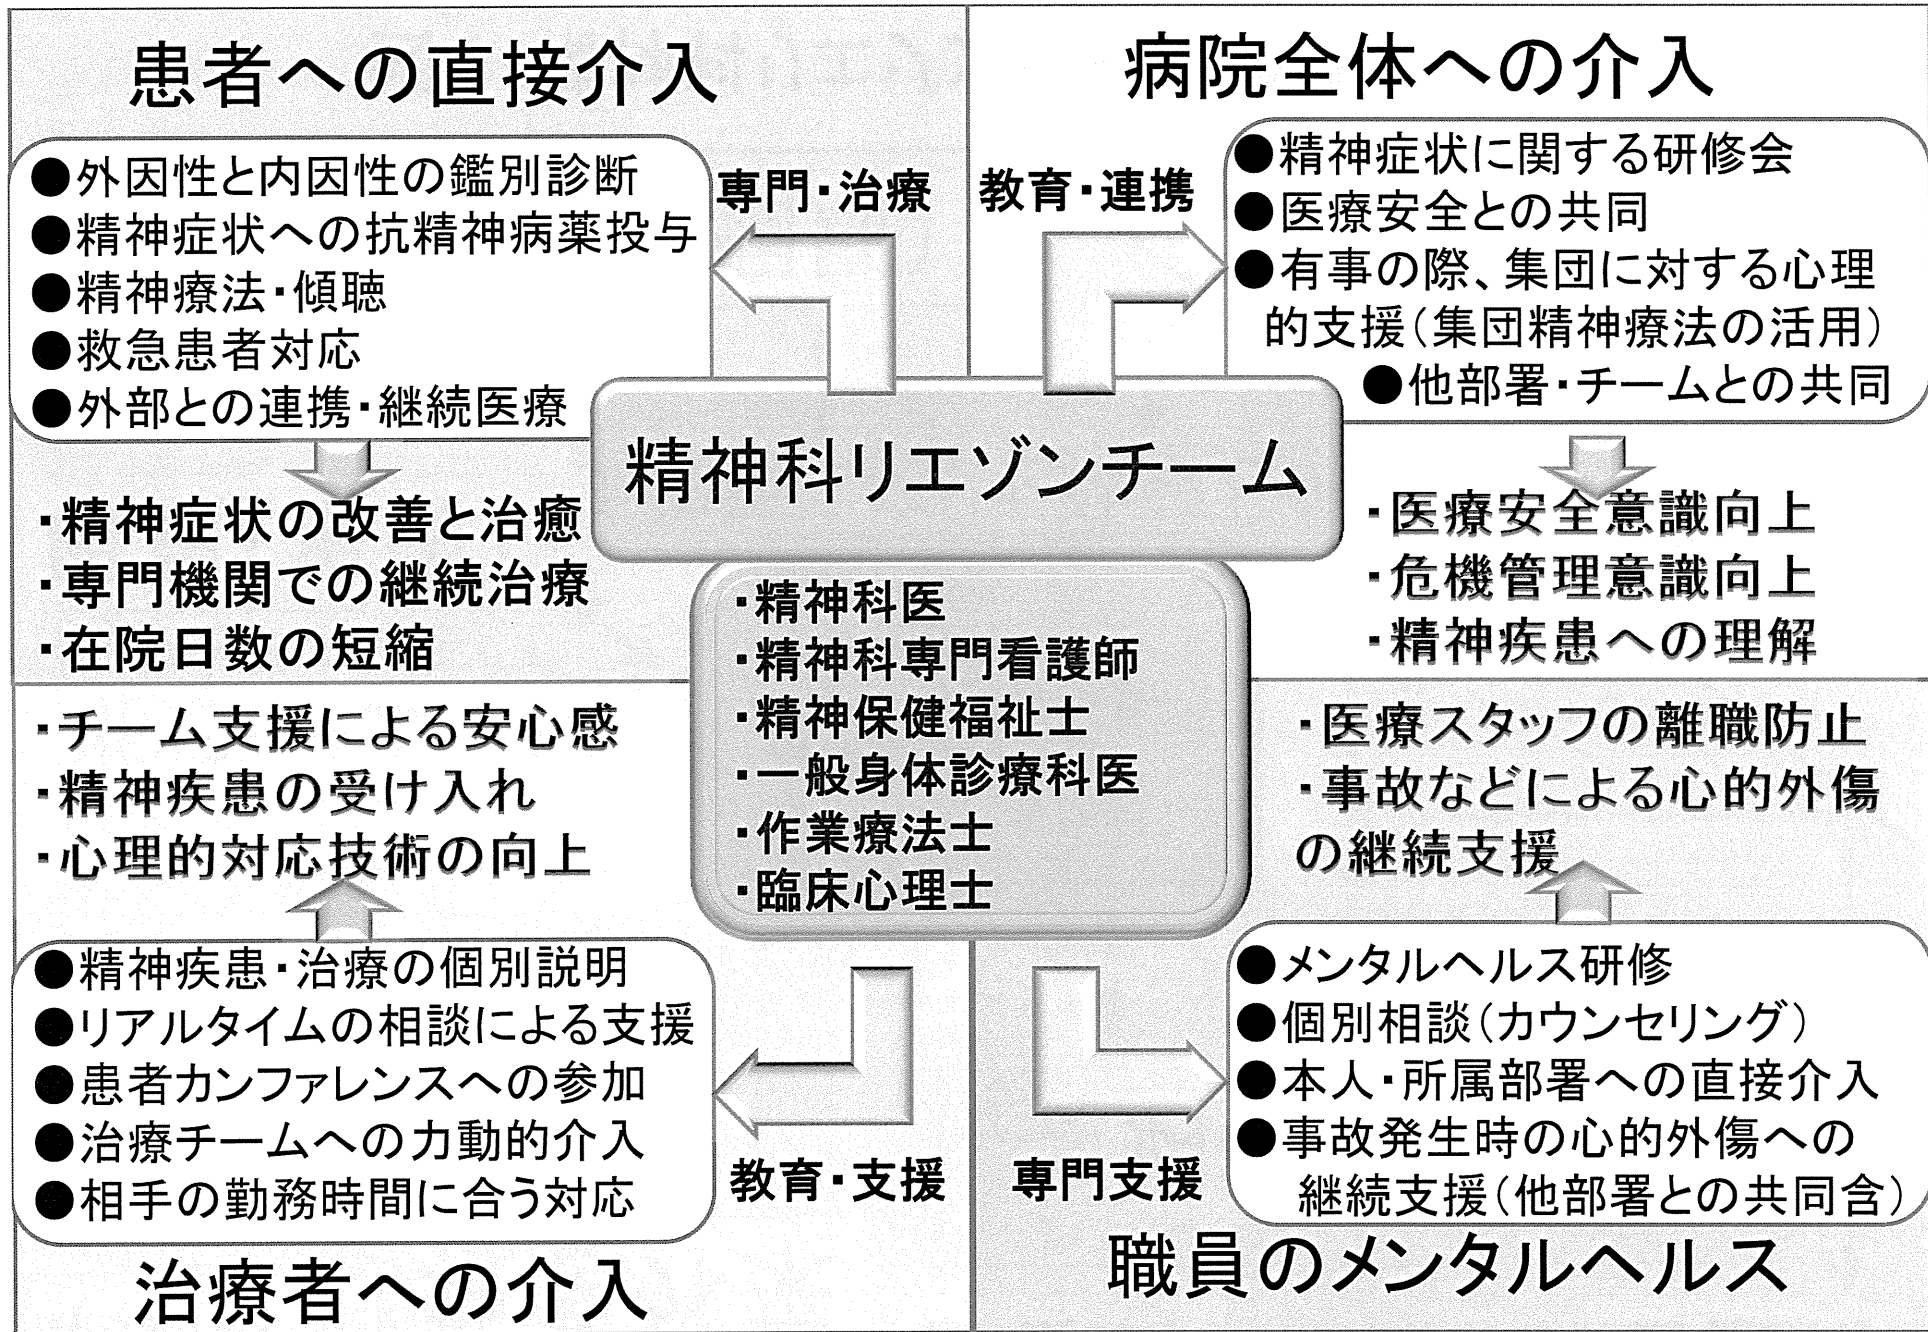 患者への直接介入
●外因性と内因性の鑑別診断
●精神症状への抗精神病薬投与
●精神療法・傾聴
●救急患者対応
●外部との連携・継続医療
専門・治療
・精神症状の改善と治癒
・専門機関での継続治療
・在院日数の短縮
病院全体への介入
教育・連携
●精神症状に関する研修会
●医療安全との共同
●有事の際、集団に対する心理
的支援(集団精神療法の活用)
●他部署・チームとの共同
・医療安全意識向上
・危機管理意識向上
・精神疾患への理解
精神科リエゾンチーム
・精神科医
・精神科専門看護師
・精神保健福祉士
・一般身体診療科医
・作業療法士
・臨床心理士
・チーム支援による安心感
・精神疾患の受け入れ
・心理的対応技術の向上
●精神疾患・治療の個別説明
●リアルタイムの相談による支援
●患者カンファレンスへの参加
●治療チームへの力動的介入
●相手の勤務時間に合う対応
教育・支援
治療者への介入
・医療スタッフの離職防止
・事故などによる心的外傷
の継続支援
●メンタルヘルス研修
●個別相談(カウンセリング)
●本人・所属部署への直接介入
●事故発生時の心的外傷への
継続支援(他部署との共同含)
専門支援
職員のメンタルヘルス